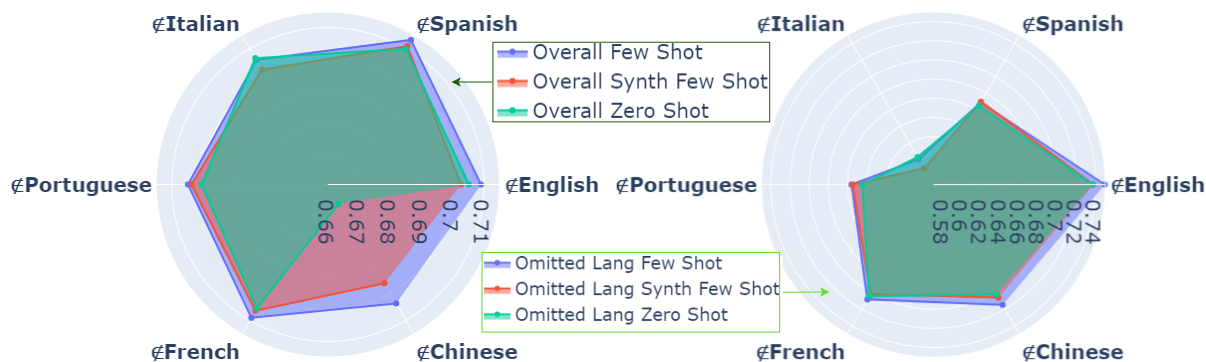 ∉Italian
∉Spanish
∉Portuguese
∉English
∉French
∉Chinese
0.66
0.67
0.68
0.69
0.7
0.71
Overall Few Shot
Overall Synth Few Shot
Overall Zero Shot
Omitted Lang Few Shot
Omitted Lang Synth Few Shot
Omitted Lang Zero Shot
∉Italian
∉Spanish
∉Portuguese
∉English
∉French
∉Chinese
0.58
0.6
0.62
0.64
0.66
0.68
0.7
0.72
0.74